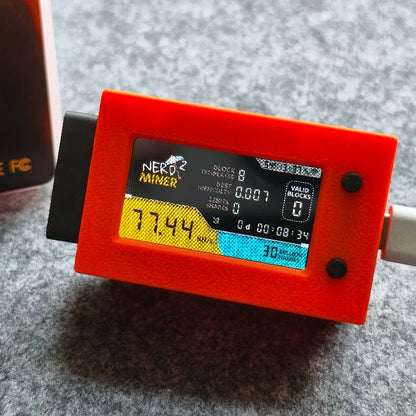 FC
NERD
MINER
BLOCK
TEMPLATES 8
BEST
DIFFICULTY 0.007
32BITS
SHARES 0
VALID
BLOCKS
0
0d 00:08:34
77.44
KH/s
30